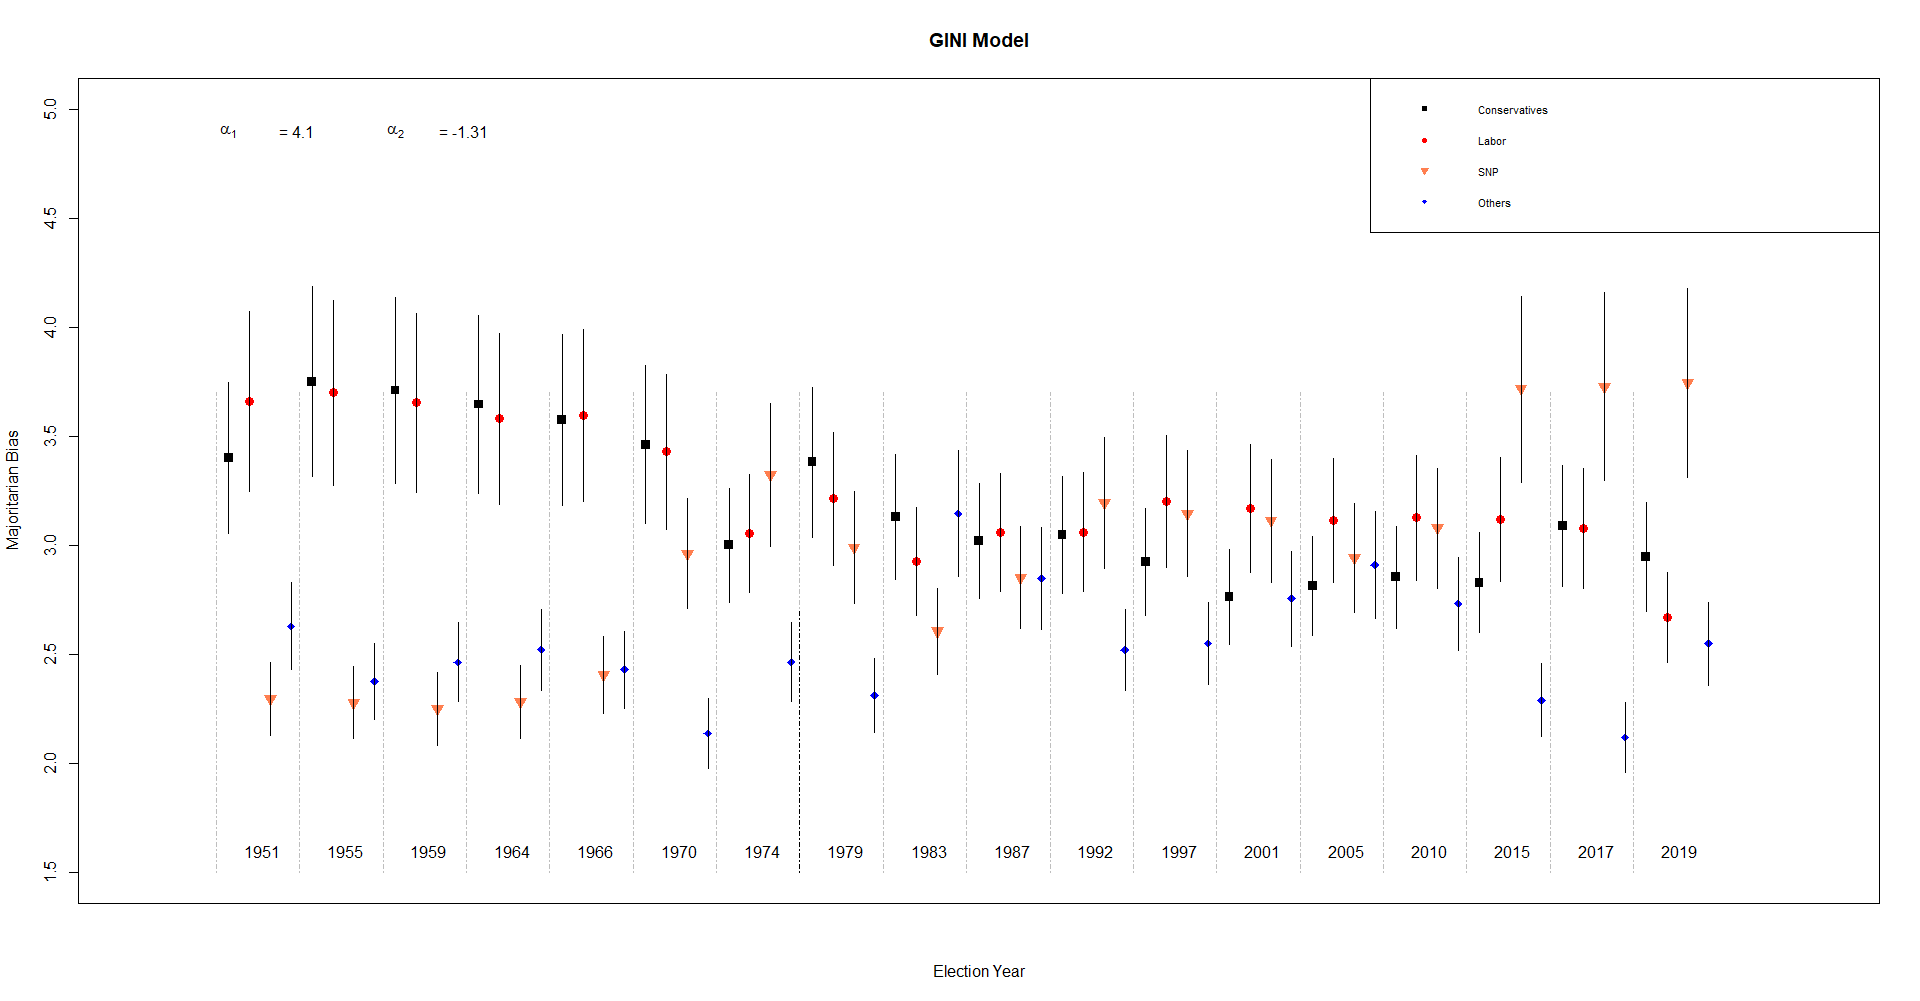 GINI Model
α1 = 4.1 α2 = -1.31
Conservatives
Labor
SNP
Others
Majoritarian Bias
5.0
4.5
4.0
3.5
3.0
2.5
2.0
1.5
1951 1955 1959 1964 1966 1970 1974 1979 1983 1987 1992 1997 2001 2005 2010 2015 2017 2019
Election Year